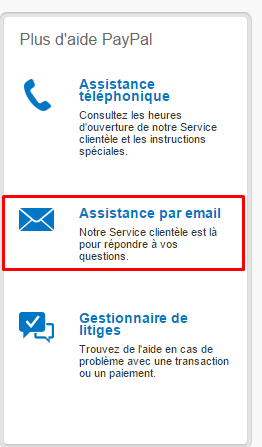 Plus d'aide PayPal
Assistance
téléphonique
Consultez les heures
d'ouverture de notre Service
clientèle et les instructions
spéciales.
Assistance par email
Notre Service clientèle est là
pour répondre à vos
questions.
Gestionnaire de
litiges
Trouvez de l'aide en cas de
problème avec une transaction
ou un paiement.